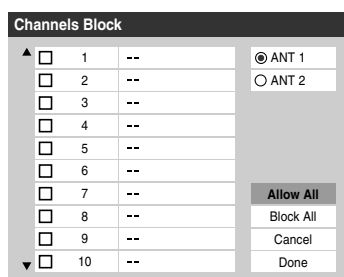 Channels Block
1 -- ANT 1
2 -- ANT 2
3 --
4 --
5 --
6 --
7 -- Allow All
8 -- Block All
9 -- Cancel
10 -- Done